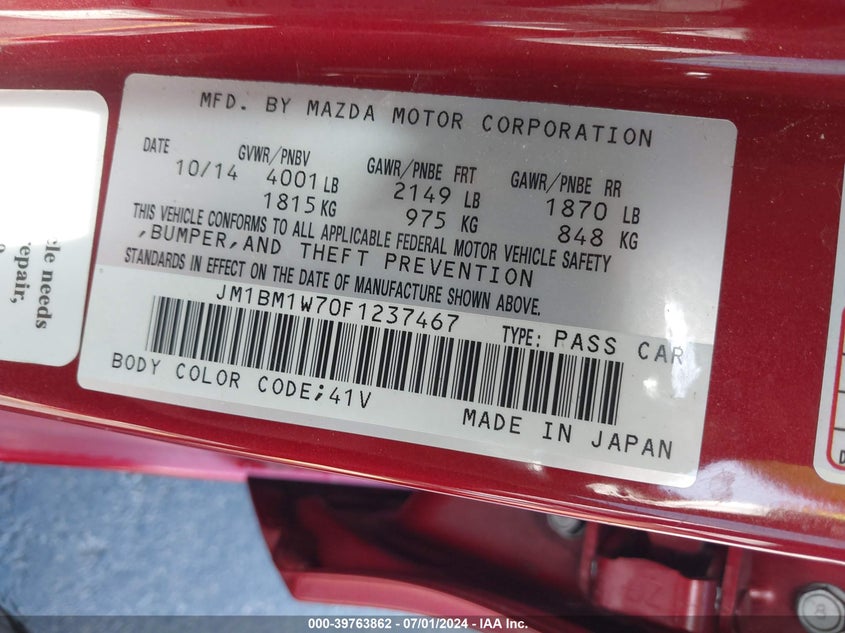 MFD. BY MAZDA MOTOR CORPORATION
DATE GVWR/PNBV GAWR/PNBE FRT GAWR/PNBE RR
10/14 4001 LB 2149 LB 1870 LB
1815 KG 975 KG 848 KG
THIS VEHICLE CONFORMS TO ALL APPLICABLE FEDERAL MOTOR VEHICLE SAFETY
,BUMPER,AND THEFT PREVENTION
STANDARDS IN EFFECT ON THE DATE OF MANUFACTURE SHOWN ABOVE.
JM1BM1W70F1237467 TYPE: PASS CAR
BODY COLOR CODE;41V
MADE IN JAPAN
cle needs
epair,
000-39763862 - 07/01/2024 - IAA Inc.